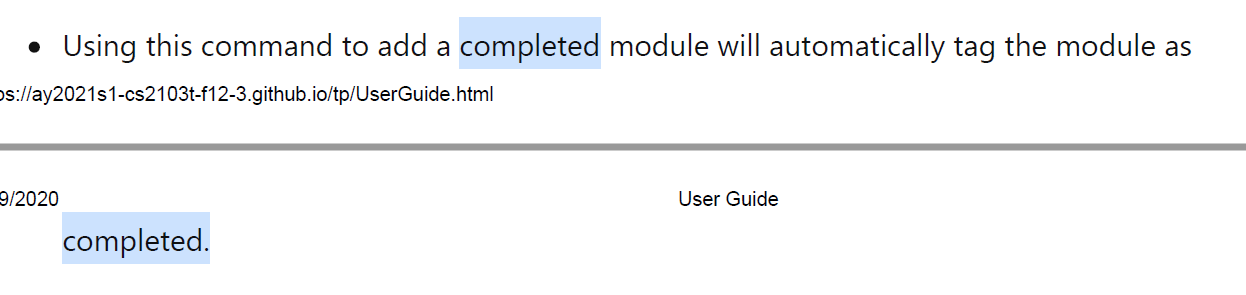 • Using this command to add a completed module will automatically tag the module as
ps://ay2021s1-cs2103t-f12-3.github.io/tp/UserGuide.html
9/2020 User Guide
completed.